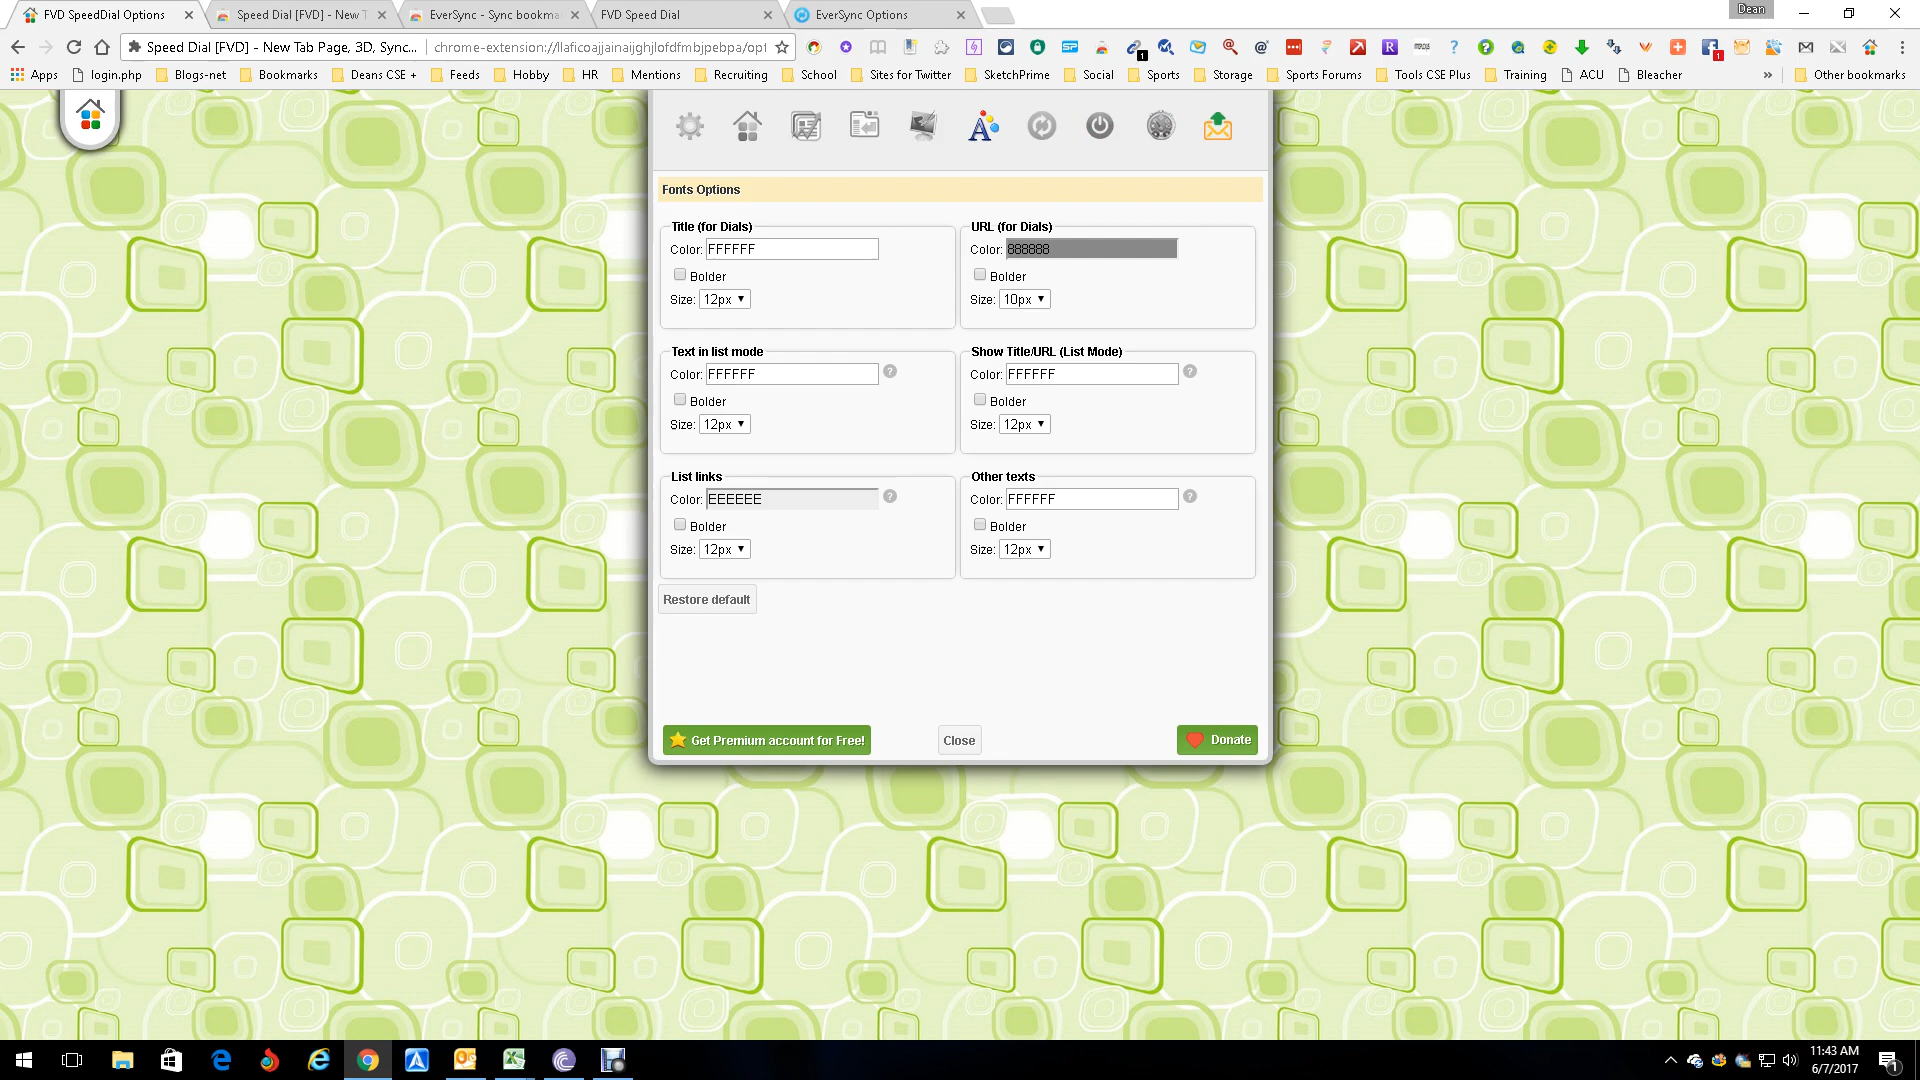 FVD SpeedDial Options
Speed Dial [FVD] - New T
EverSync - Sync bookma
FVD Speed Dial
EverSync Options
Dean
Speed Dial [FVD] - New Tab Page, 3D, Sync...
chrome-extension://llaficoajjainaijghjlofdfmbjpebpa/opt
1
SP
1
Apps
login.php
Blogs-net
Bookmarks
Deans CSE +
Feeds
Hobby
HR
Mentions
Recruiting
School
Sites for Twitter
SketchPrime
Social
Sports
Storage
Sports Forums
Tools CSE Plus
Training
ACU
Bleacher
»
Other bookmarks
Fonts Options
Title (for Dials)
Color: FFFFFF
Bolder
Size: 12px
URL (for Dials)
Color: 888888
Bolder
Size: 10px
Text in list mode
Color: FFFFFF
?
Bolder
Size: 12px
Show Title/URL (List Mode)
Color: FFFFFF
?
Bolder
Size: 12px
List links
Color: EEEEEE
?
Bolder
Size: 12px
Other texts
Color: FFFFFF
?
Bolder
Size: 12px
Restore default
Get Premium account for Free!
Close
Donate
11:43 AM
6/7/2017
1